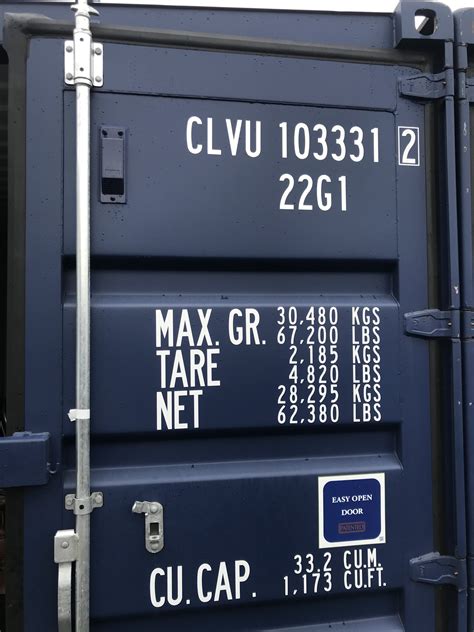 CLVU 103331 2
22G1
MAX. GR. 30,480 KGS
67,200 LBS
TARE 2,185 KGS
4,820 LBS
NET 28,295 KGS
62,380 LBS
EASY OPEN
DOOR
PATENTED
CU. CAP. 33.2 CU.M.
1,173 CU.FT.